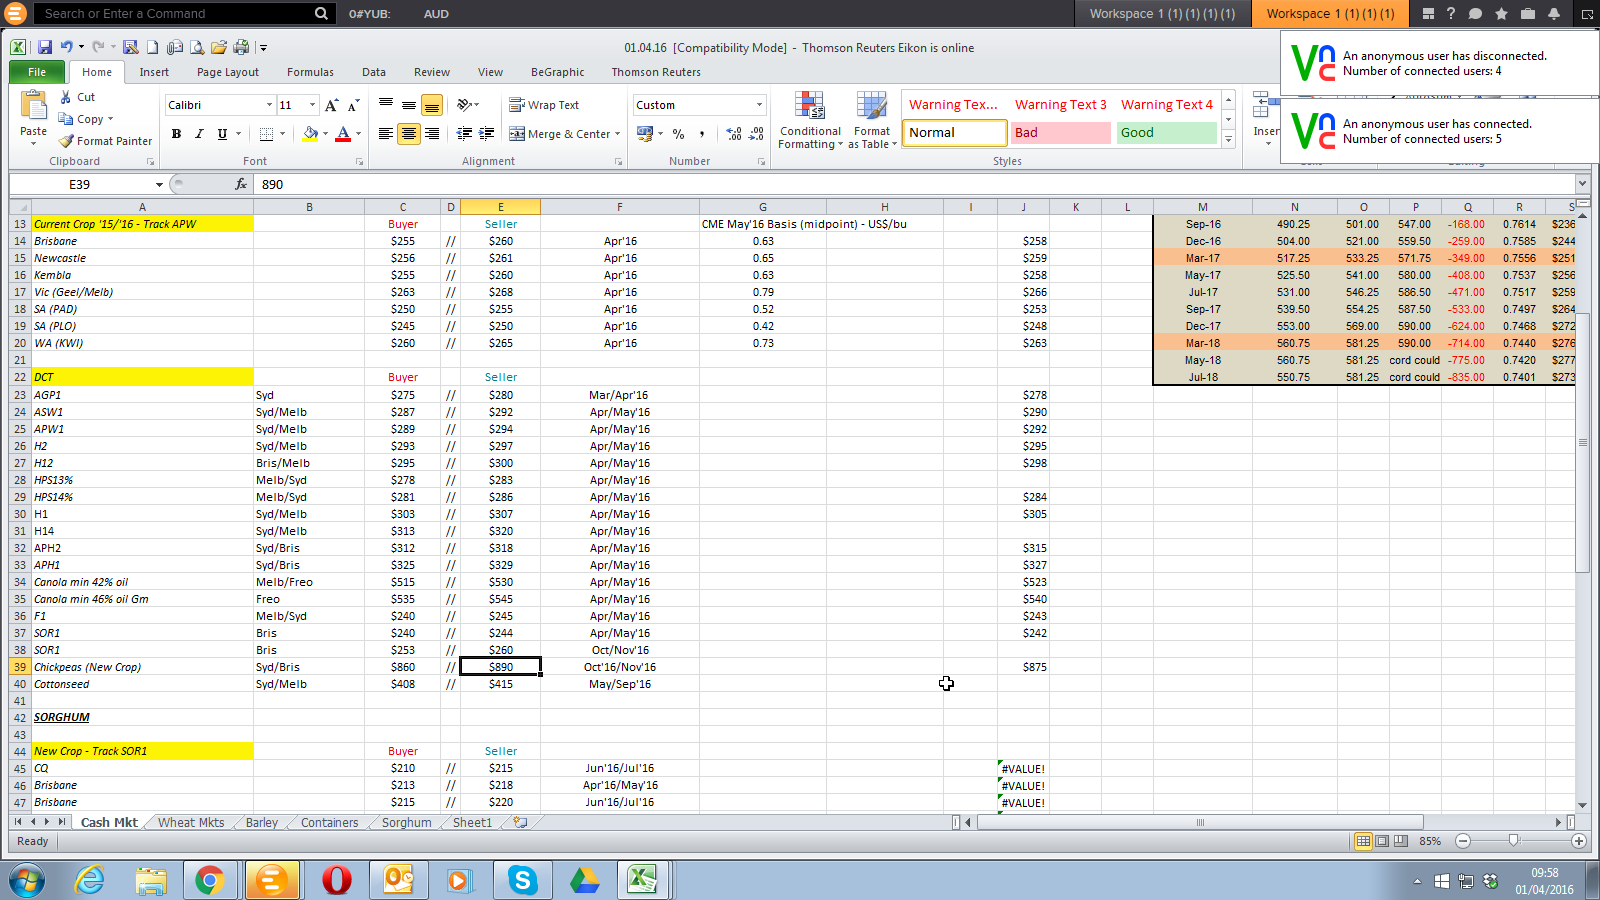 Search or Enter a Command 0#YUB: AUD Workspace 1 (1) (1) (1) (1) Workspace 1 (1) (1) (1)
01.04.16 [Compatibility Mode] - Thomson Reuters Eikon is online
An anonymous user has disconnected.
Number of connected users: 4
An anonymous user has connected.
Number of connected users: 5
File Home Insert Page Layout Formulas Data Review View BeGraphic Thomson Reuters
Paste Cut Copy Format Painter Clipboard
Calibri 11 B I U A Font
Wrap Text Merge & Center Alignment
Custom % , Number
Conditional Formatting Format as Table
Warning Tex... Warning Text 3 Warning Text 4
Normal Bad Good
Styles
E39 fx 890
A B C D E F G H I J K L M N O P Q R S
13 Current Crop '15/'16 - Track APW Buyer Seller CME May'16 Basis (midpoint) - US$/bu Sep-16 490.25 501.00 547.00 -168.00 0.7614 $236
14 Brisbane $255 // $260 Apr'16 0.63 $258 Dec-16 504.00 521.00 559.50 -259.00 0.7585 $244
15 Newcastle $256 // $261 Apr'16 0.65 $259 Mar-17 517.25 533.25 571.75 -349.00 0.7556 $251
16 Kembla $255 // $260 Apr'16 0.63 $258 May-17 525.50 541.00 580.00 -408.00 0.7537 $256
17 Vic (Geel/Melb) $263 // $268 Apr'16 0.79 $266 Jul-17 531.00 546.25 586.50 -471.00 0.7517 $259
18 SA (PAD) $250 // $255 Apr'16 0.52 $253 Sep-17 539.50 554.25 587.50 -533.00 0.7497 $264
19 SA (PLO) $245 // $250 Apr'16 0.42 $248 Dec-17 553.00 569.00 590.00 -624.00 0.7468 $272
20 WA (KWI) $260 // $265 Apr'16 0.73 $263 Mar-18 560.75 581.25 590.00 -714.00 0.7440 $276
21 May-18 560.75 581.25 cord could -775.00 0.7420 $277
22 DCT Buyer Seller Jul-18 550.75 581.25 cord could -835.00 0.7401 $273
23 AGP1 Syd $275 // $280 Mar/Apr'16 $278
24 ASW1 Syd/Melb $287 // $292 Apr/May'16 $290
25 APW1 Syd/Melb $289 // $294 Apr/May'16 $292
26 H2 Syd/Melb $293 // $297 Apr/May'16 $295
27 H12 Bris/Melb $295 // $300 Apr/May'16 $298
28 HPS13% Melb/Syd $278 // $283 Apr/May'16
29 HPS14% Melb/Syd $281 // $286 Apr/May'16 $284
30 H1 Syd/Melb $303 // $307 Apr/May'16 $305
31 H14 Syd/Melb $313 // $320 Apr/May'16
32 APH2 Syd/Bris $312 // $318 Apr/May'16 $315
33 APH1 Syd/Bris $325 // $329 Apr/May'16 $327
34 Canola min 42% oil Melb/Freo $515 // $530 Apr/May'16 $523
35 Canola min 46% oil Gm Freo $535 // $545 Apr/May'16 $540
36 F1 Melb/Syd $240 // $245 Apr/May'16 $243
37 SOR1 Bris $240 // $244 Apr/May'16 $242
38 SOR1 Bris $253 // $260 Oct/Nov'16
39 Chickpeas (New Crop) Syd/Bris $860 // $890 Oct'16/Nov'16 $875
40 Cottonseed Syd/Melb $408 // $415 May/Sep'16
41
42 SORGHUM
43
44 New Crop - Track SOR1 Buyer Seller
45 CQ $210 // $215 Jun'16/Jul'16 #VALUE!
46 Brisbane $213 // $218 Apr'16/May'16 #VALUE!
47 Brisbane $215 // $220 Jun'16/Jul'16 #VALUE!
Cash Mkt Wheat Mkts Barley Containers Sorghum Sheet1
Ready 85%
09:58
01/04/2016